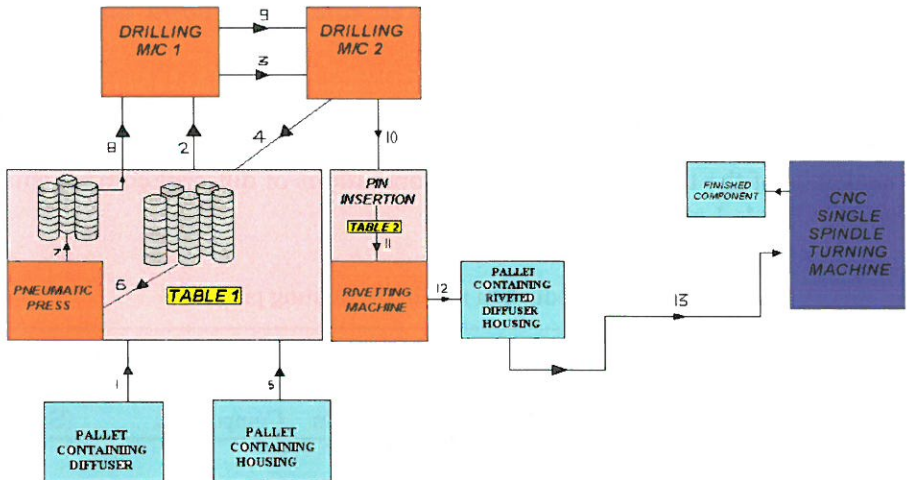 9
DRILLING
M/C 1
DRILLING
M/C 2
3
8
2
4
10
PIN
INSERTION
TABLE 2
11
7
6
PNEUMATIC
PRESS
TABLE 1
RIVETTING
MACHINE
12
PALLET
CONTAINING
RIVETED
DIFFUSER
HOUSING
13
FINISHED
COMPONENT
CNC
SINGLE
SPINDLE
TURNING
MACHINE
1
5
PALLET
CONTAINIING
DIFFUSER
PALLET
CONTAINING
HOUSING